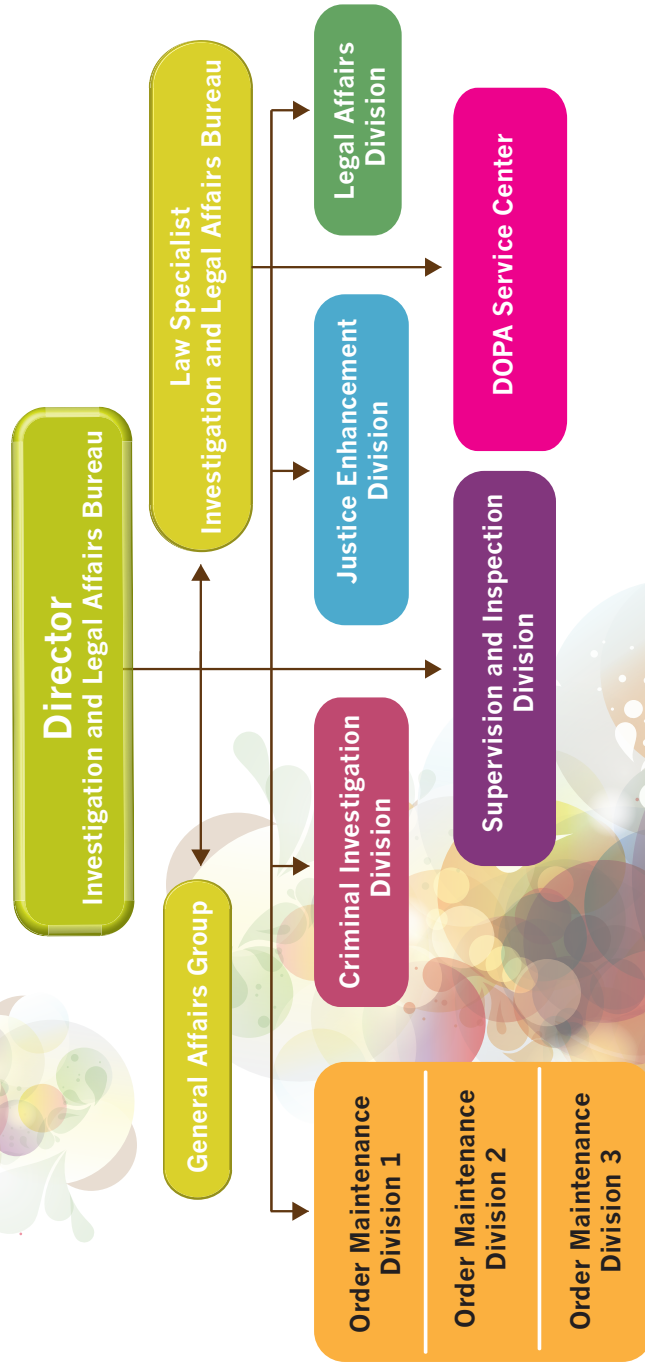 Director
Investigation and Legal Affairs Bureau
General Affairs Group
Law Specialist
Investigation and Legal Affairs Bureau
Order Maintenance
Division 1
Order Maintenance
Division 2
Order Maintenance
Division 3
Criminal Investigation
Division
Justice Enhancement
Division
Legal Affairs
Division
Supervision and Inspection
Division
DOPA Service Center